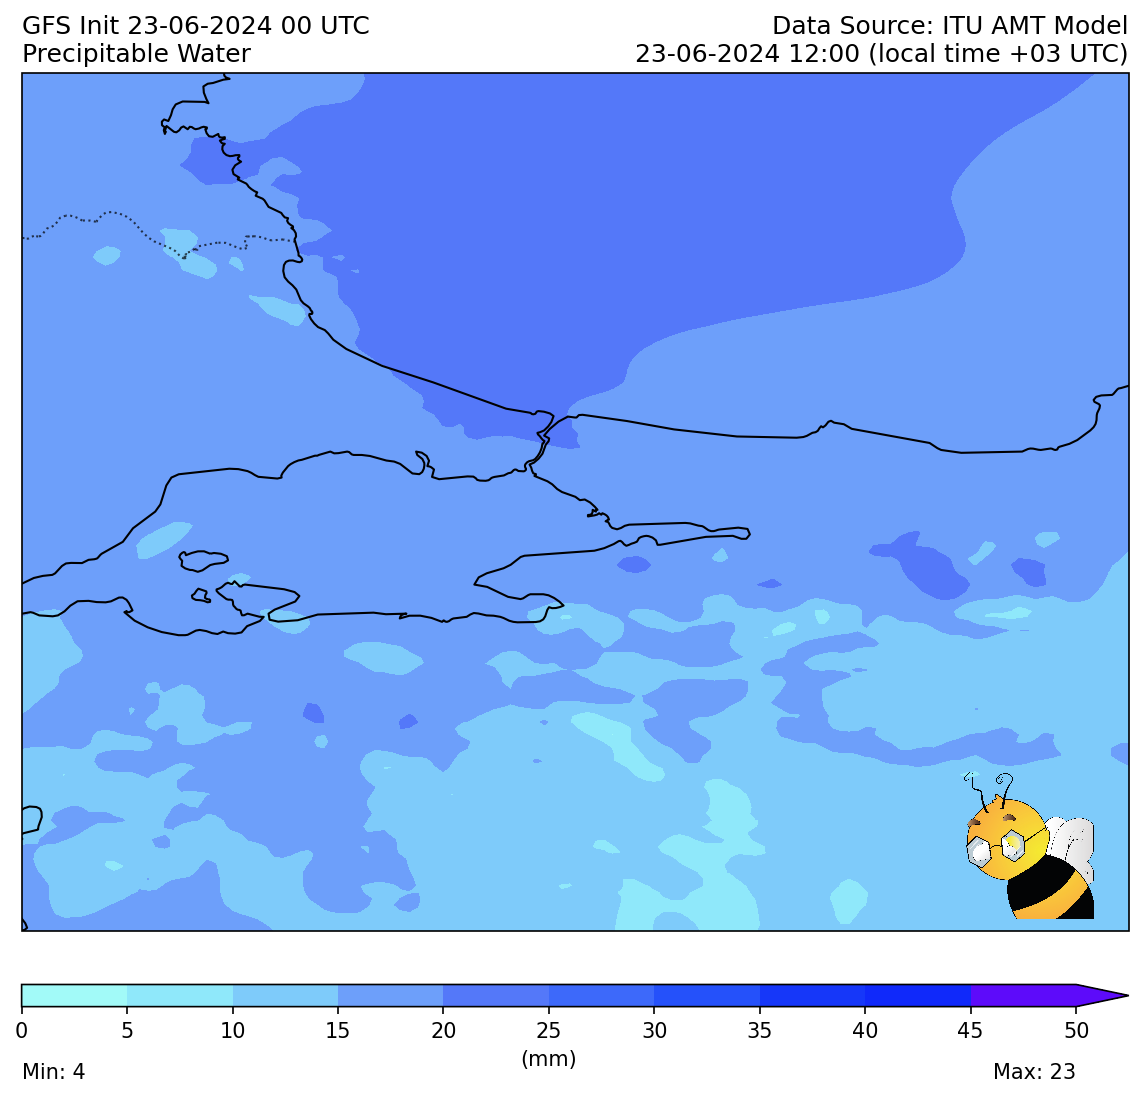 GFS Init 23-06-2024 00 UTC
Data Source: ITU AMT Model
Precipitable Water
23-06-2024 12:00 (local time +03 UTC)
0 5 10 15 20 25 30 35 40 45 50
(mm)
Min: 4
Max: 23